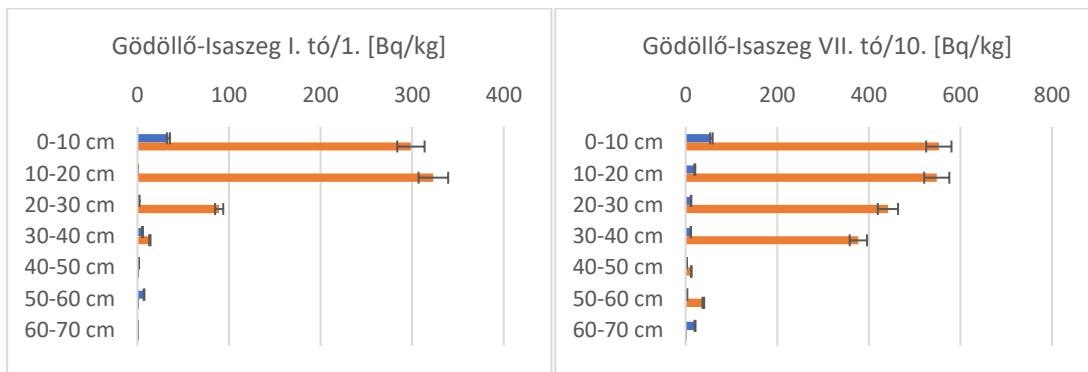 Gödöllő-Isaszeg I. tó/1. [Bq/kg]
0 100 200 300 400
0-10 cm
10-20 cm
20-30 cm
30-40 cm
40-50 cm
50-60 cm
60-70 cm
Gödöllő-Isaszeg VII. tó/10. [Bq/kg]
0 200 400 600 800
0-10 cm
10-20 cm
20-30 cm
30-40 cm
40-50 cm
50-60 cm
60-70 cm